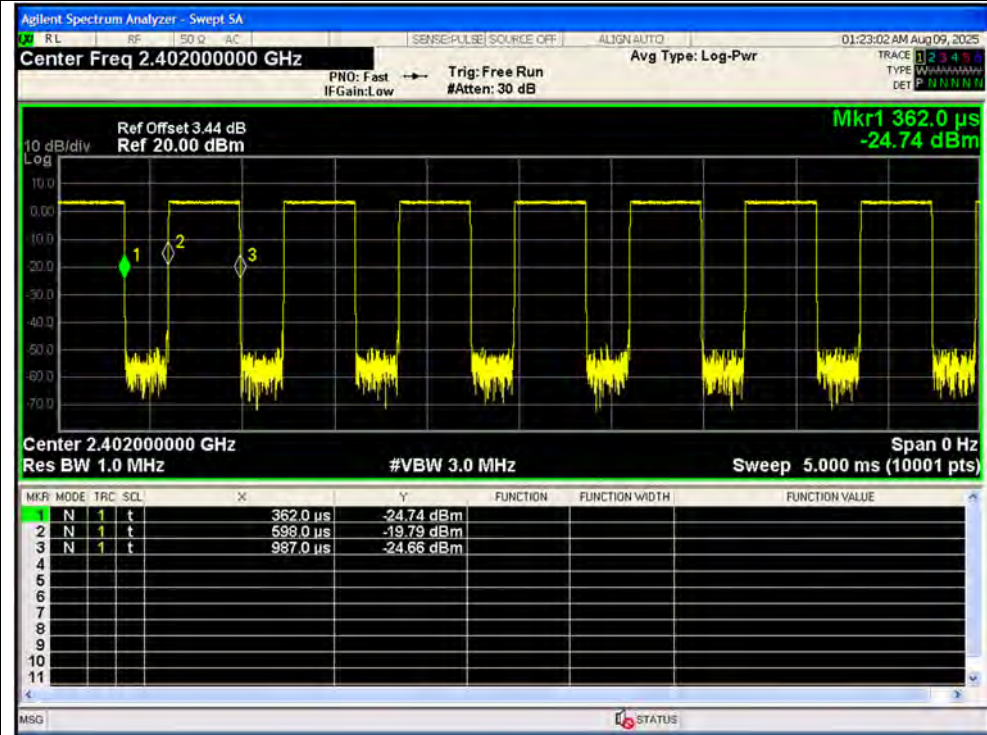 Agilent Spectrum Analyzer - Swept SA
RL RF 50 Ω AC SENSE:PULSE SOURCE OFF ALIGN AUTO 01:23:02 AM Aug 09, 2025
Center Freq 2.402000000 GHz
PNO: Fast
IFGain:Low
Trig: Free Run
#Atten: 30 dB
Avg Type: Log-Pwr
TRACE 1 2 3 4 5 6
TYPE W
DET P N N N N N
Mkr1 362.0 µs
-24.74 dBm
Ref Offset 3.44 dB
10 dB/div Ref 20.00 dBm
Log
10.0
0.00
-10.0
-20.0
-30.0
-40.0
-50.0
-60.0
-70.0
1
2
3
Center 2.402000000 GHz Span 0 Hz
Res BW 1.0 MHz #VBW 3.0 MHz Sweep 5.000 ms (10001 pts)
MKR MODE TRC SCL X Y FUNCTION FUNCTION WIDTH FUNCTION VALUE
1 N 1 t 362.0 µs -24.74 dBm
2 N 1 t 598.0 µs -19.79 dBm
3 N 1 t 987.0 µs -24.66 dBm
4
5
6
7
8
9
10
11
MSG STATUS